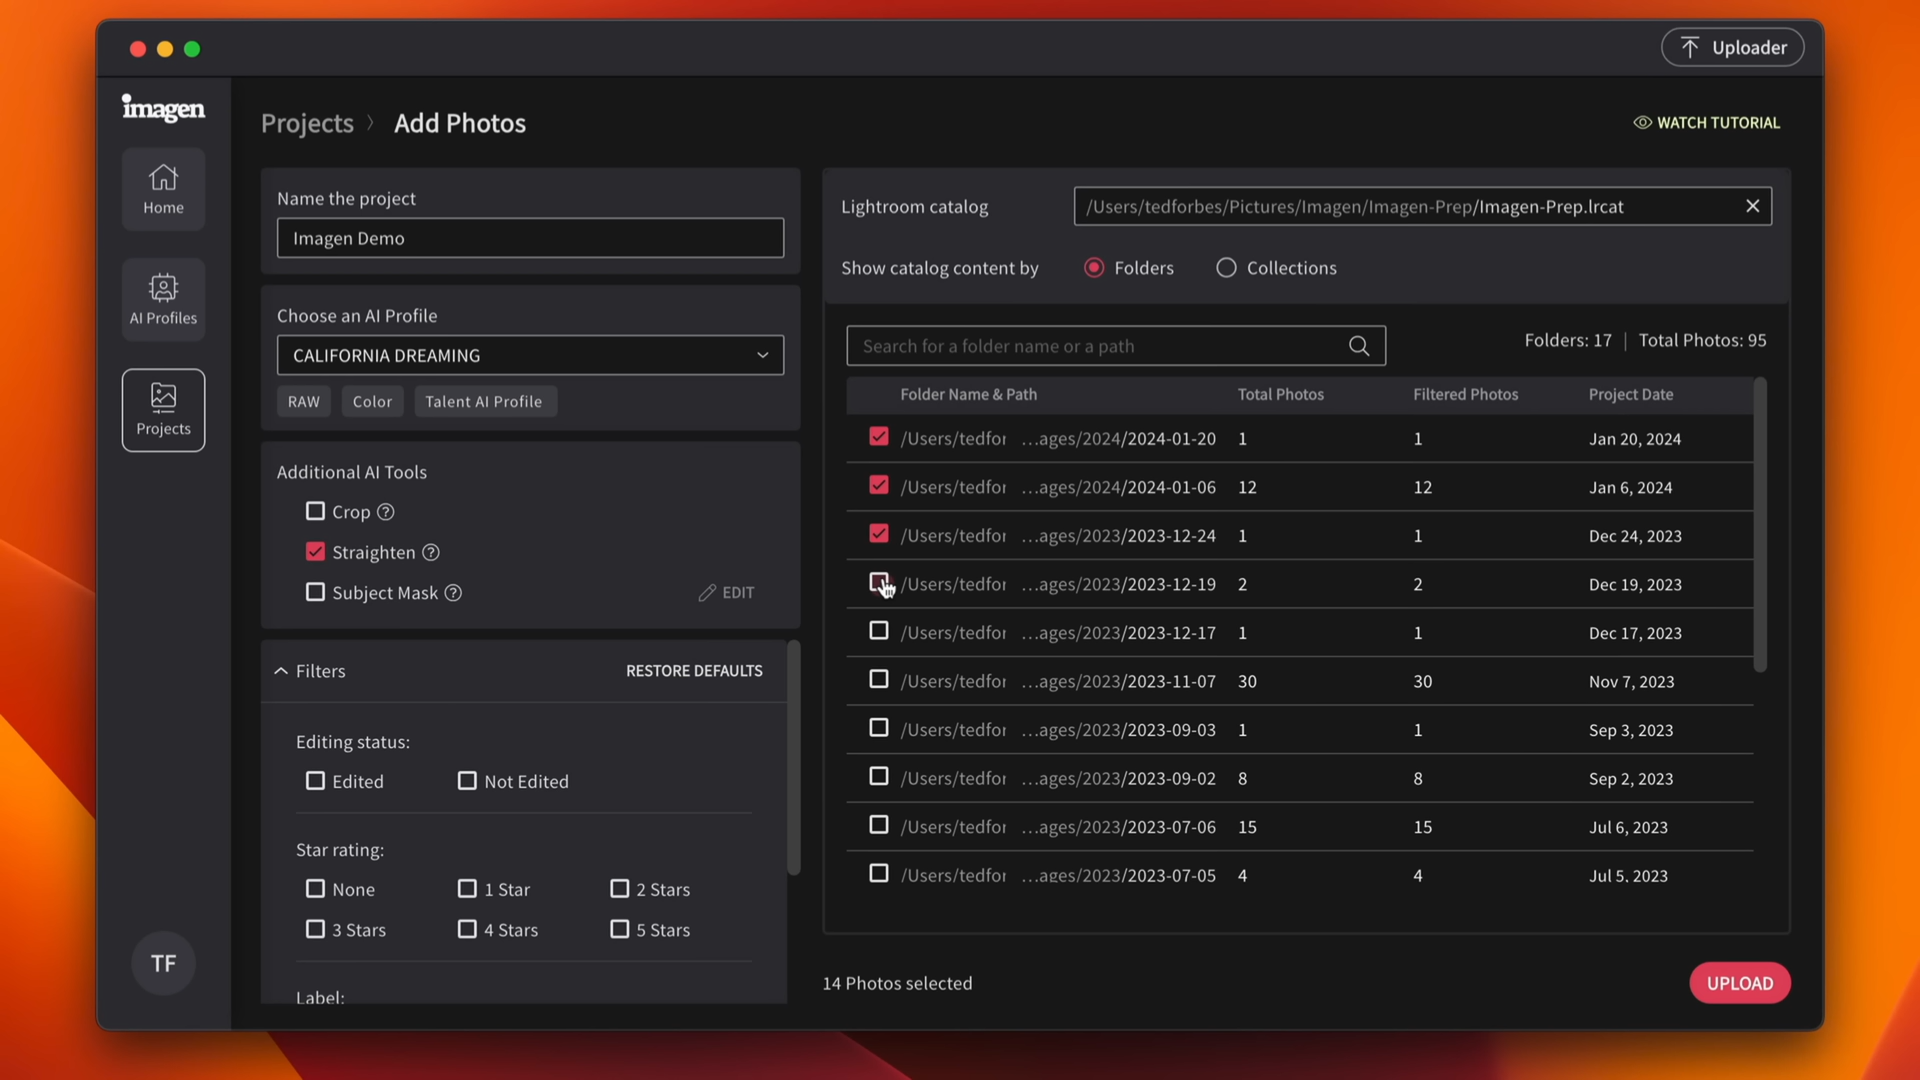 Uploader
imagen
Home
AI Profiles
Projects
TF
Projects > Add Photos
WATCH TUTORIAL
Name the project
Imagen Demo
Choose an AI Profile
CALIFORNIA DREAMING
RAW Color Talent AI Profile
Additional AI Tools
Crop ?
Straighten ?
Subject Mask ? EDIT
Filters RESTORE DEFAULTS
Editing status:
Edited Not Edited
Star rating:
None 1 Star 2 Stars
3 Stars 4 Stars 5 Stars
Label:
Lightroom catalog /Users/tedforbes/Pictures/Imagen/Imagen-Prep/Imagen-Prep.lrcat
Show catalog content by Folders Collections
Search for a folder name or a path Folders: 17 | Total Photos: 95
Folder Name & Path Total Photos Filtered Photos Project Date
/Users/tedfor ...ages/2024/2024-01-20 1 1 Jan 20, 2024
/Users/tedfor ...ages/2024/2024-01-06 12 12 Jan 6, 2024
/Users/tedfor ...ages/2023/2023-12-24 1 1 Dec 24, 2023
/Users/tedfor ...ages/2023/2023-12-19 2 2 Dec 19, 2023
/Users/tedfor ...ages/2023/2023-12-17 1 1 Dec 17, 2023
/Users/tedfor ...ages/2023/2023-11-07 30 30 Nov 7, 2023
/Users/tedfor ...ages/2023/2023-09-03 1 1 Sep 3, 2023
/Users/tedfor ...ages/2023/2023-09-02 8 8 Sep 2, 2023
/Users/tedfor ...ages/2023/2023-07-06 15 15 Jul 6, 2023
/Users/tedfor ...ages/2023/2023-07-05 4 4 Jul 5, 2023
14 Photos selected UPLOAD